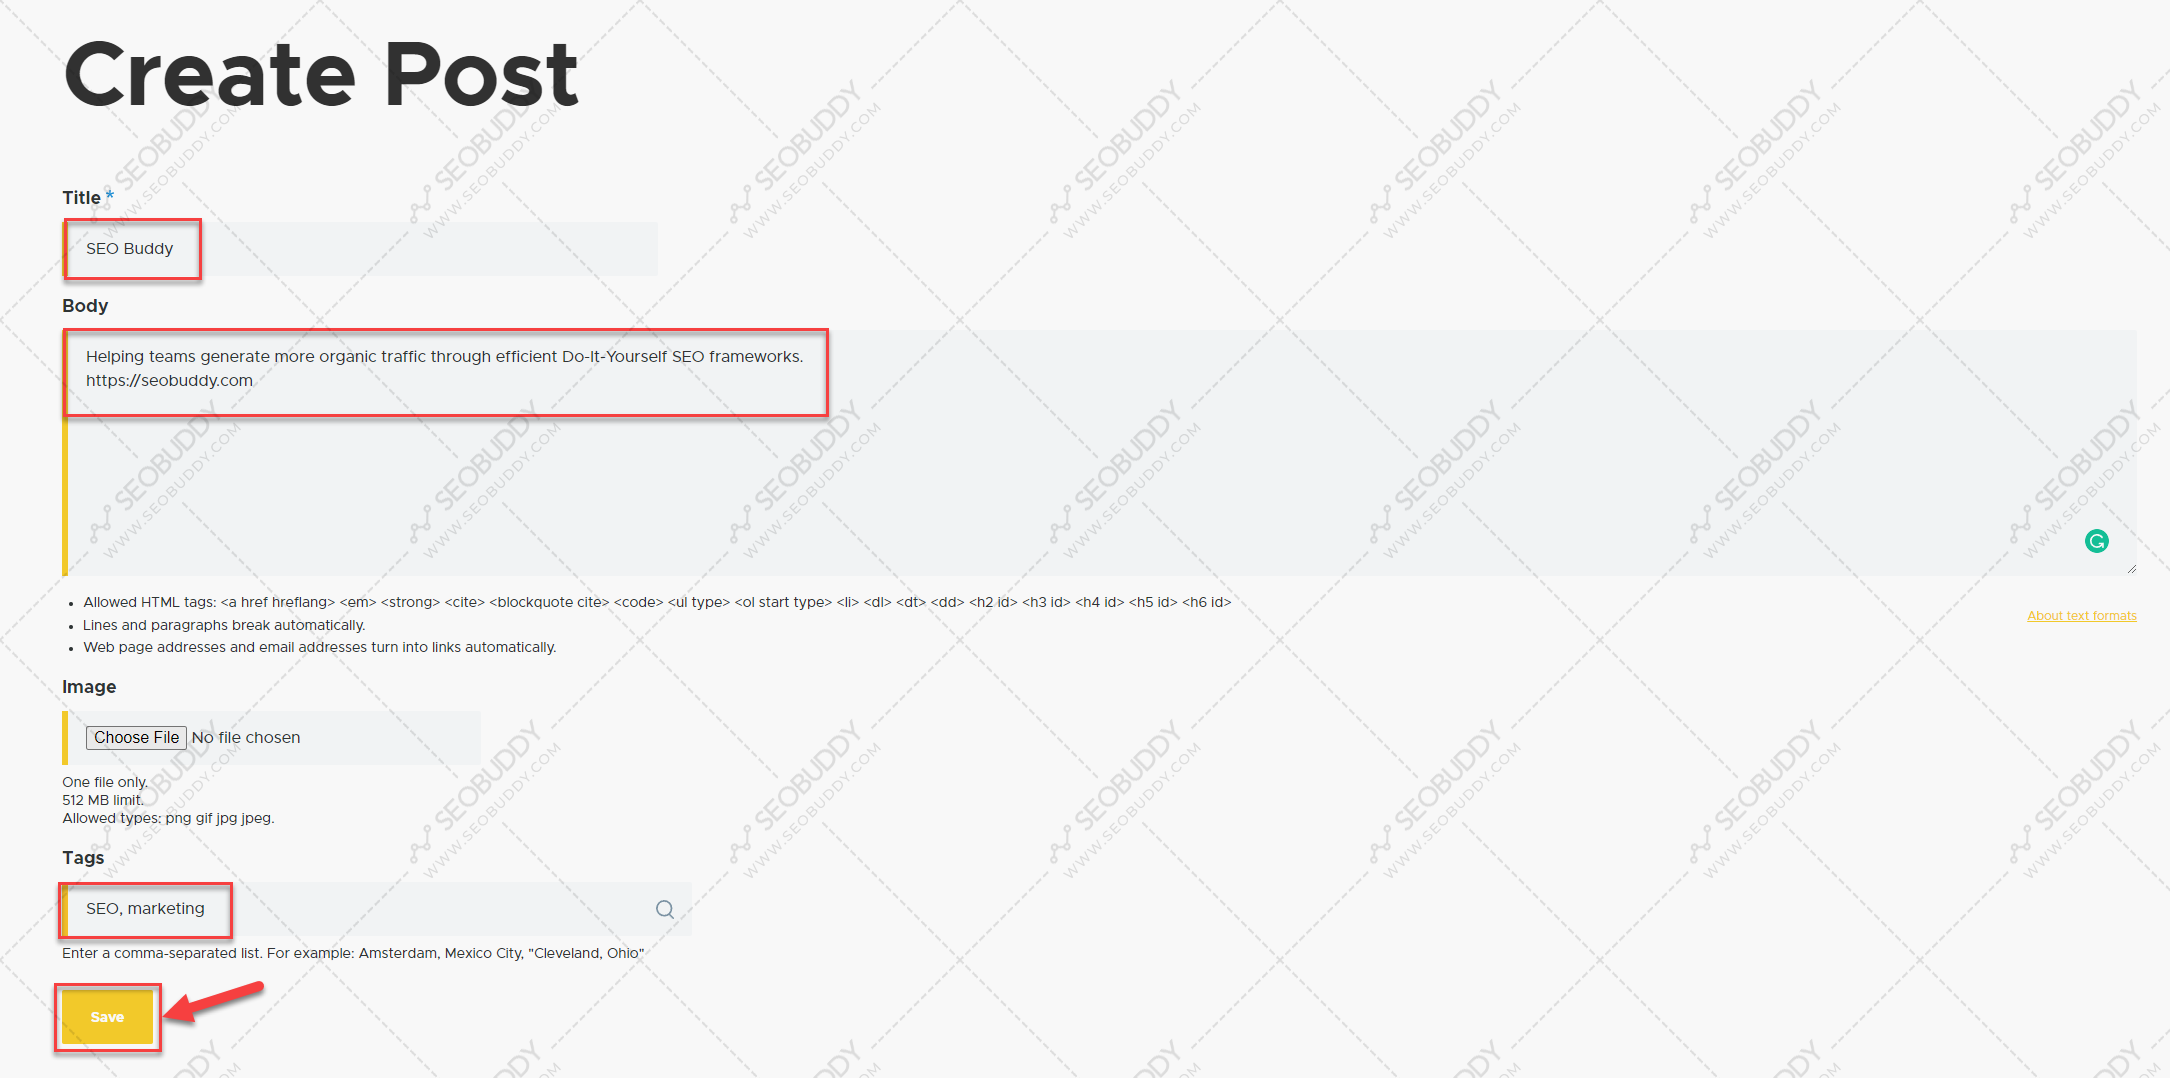 Create Post
Title *
SEO Buddy
Body
Helping teams generate more organic traffic through efficient Do-It-Yourself SEO frameworks.
https://seobuddy.com
Allowed HTML tags: <a href hreflang> <em> <strong> <cite> <blockquote cite> <code> <ul type> <ol start type> <li> <dl> <dt> <dd> <h2 id> <h3 id> <h4 id> <h5 id> <h6 id>
About text formats
Lines and paragraphs break automatically.
Web page addresses and email addresses turn into links automatically.
Image
Choose File No file chosen
One file only.
512 MB limit.
Allowed types: png gif jpg jpeg.
Tags
SEO, marketing
Enter a comma-separated list. For example: Amsterdam, Mexico City, "Cleveland, Ohio"
Save
SEOBUDDY
WWW.SEOBUDDY.COM